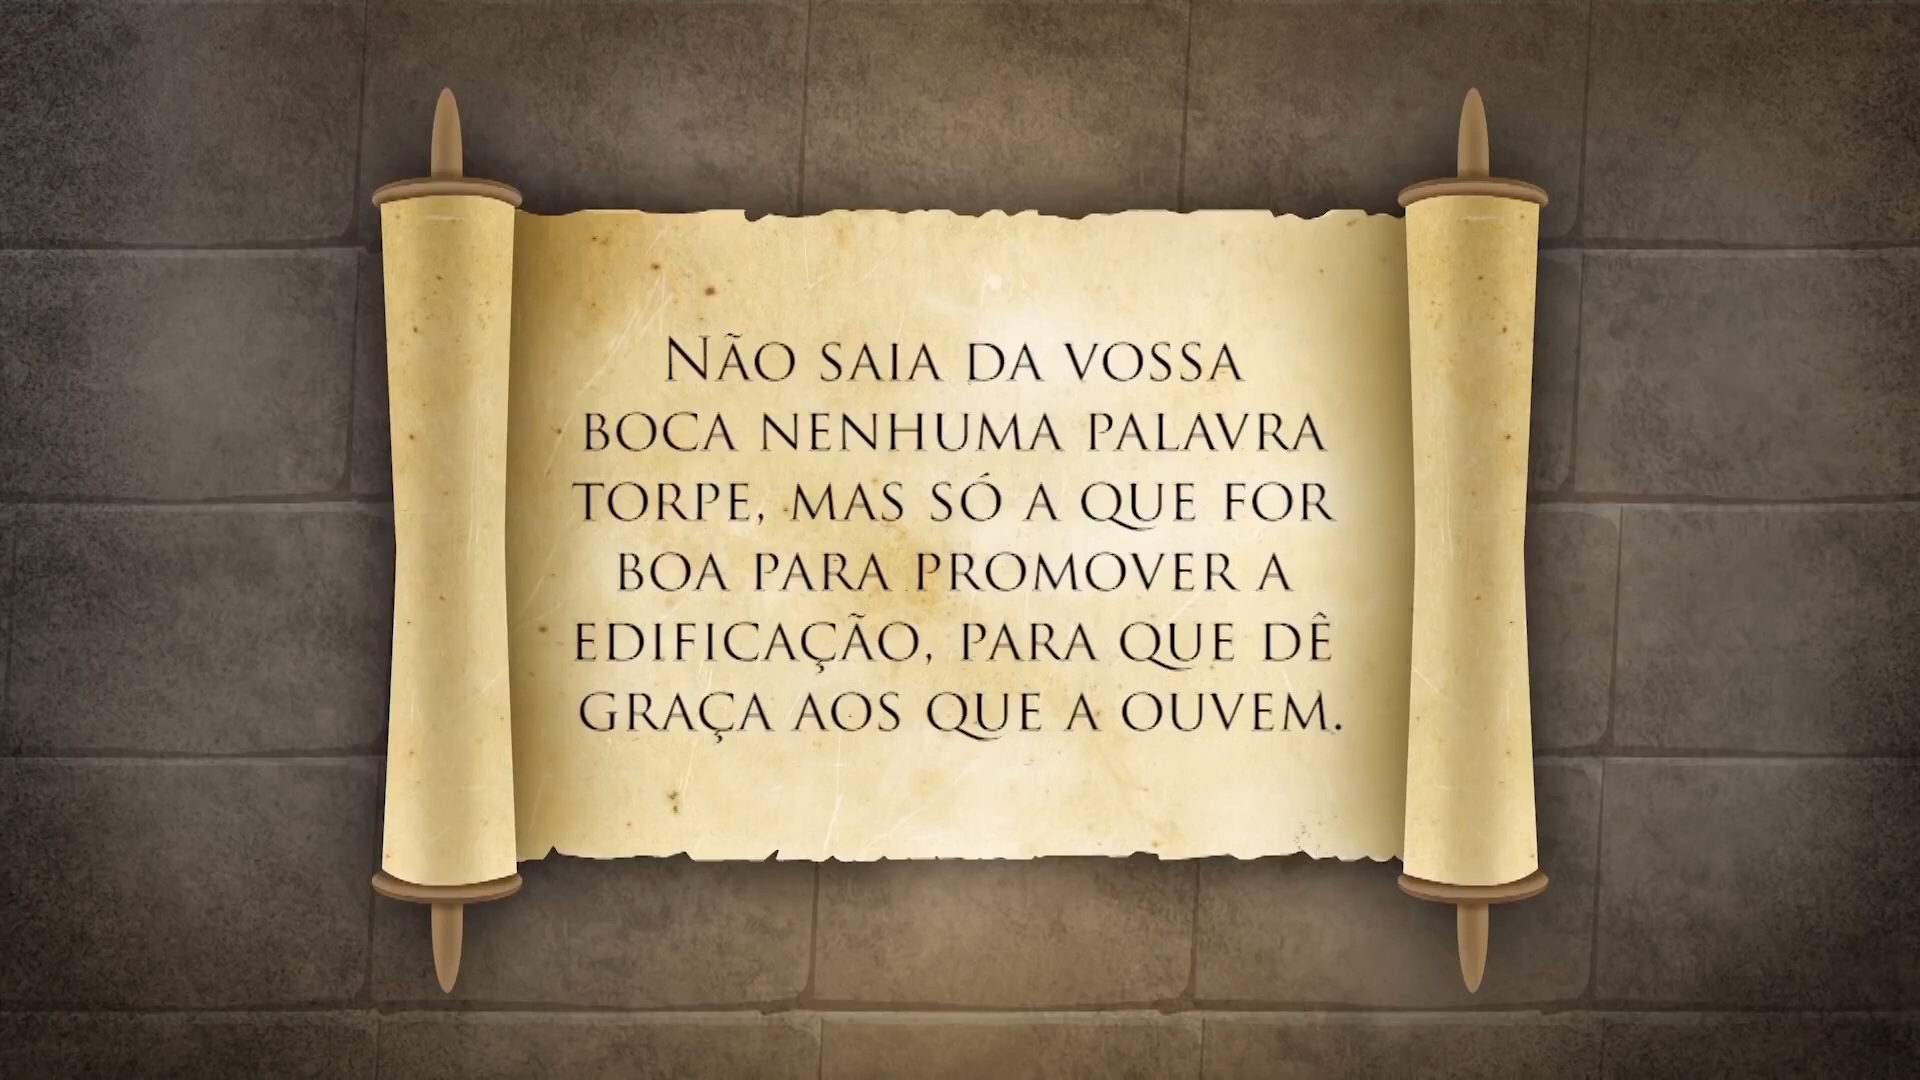 Não saia da vossa
boca nenhuma palavra
torpe, mas só a que for
boa para promover a
edificação, para que dê
graça aos que a ouvem.